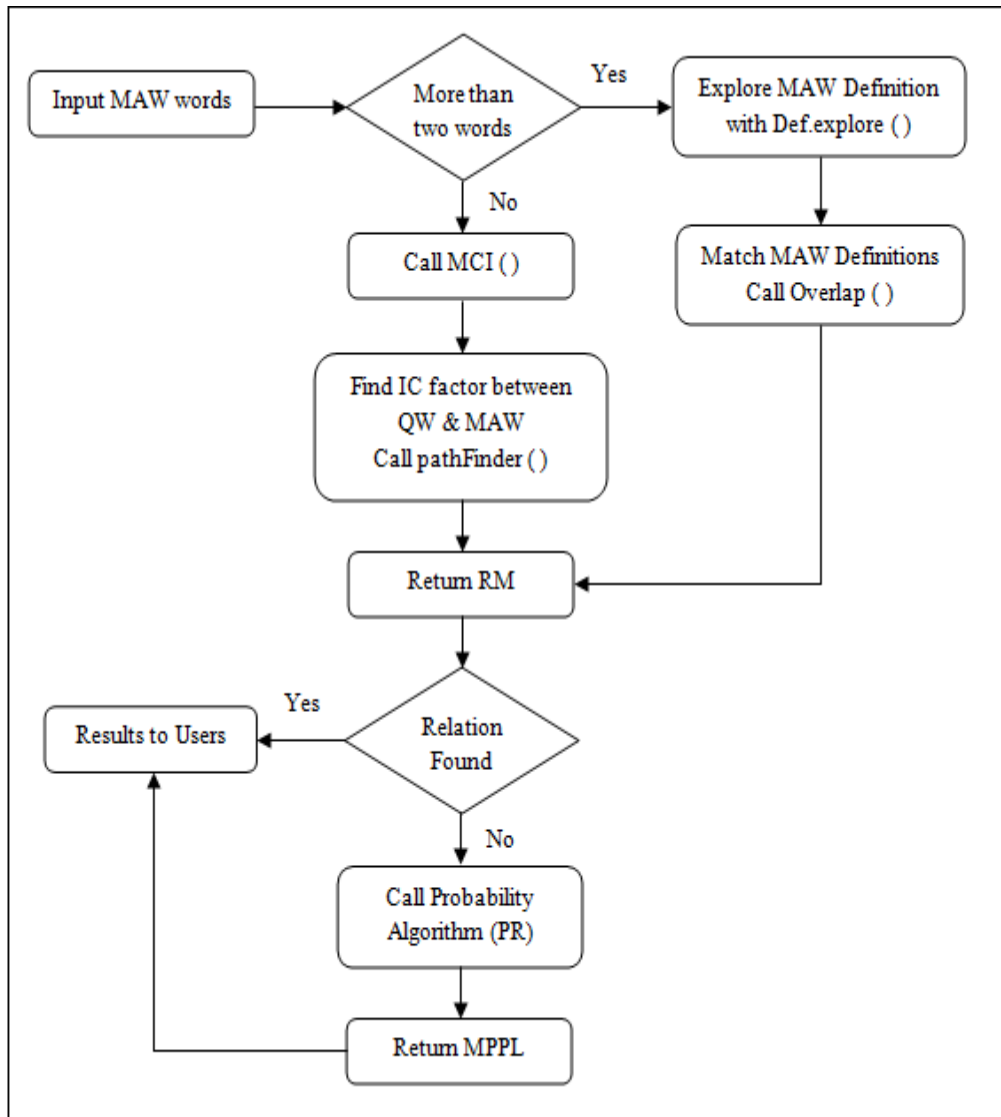 Input MAW words
More than
two words
Yes
Explore MAW Definition
with Def.explore ( )
No
Call MCI ( )
Match MAW Definitions
Call Overlap ( )
Find IC factor between
QW & MAW
Call pathFinder ( )
Return RM
Relation
Found
Yes
Results to Users
No
Call Probability
Algorithm (PR)
Return MPPL